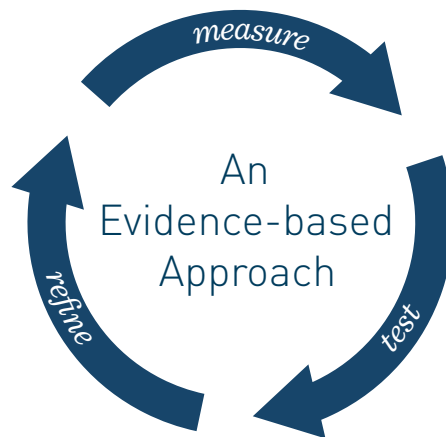 measure
An
Evidence-based
Approach
refine
test